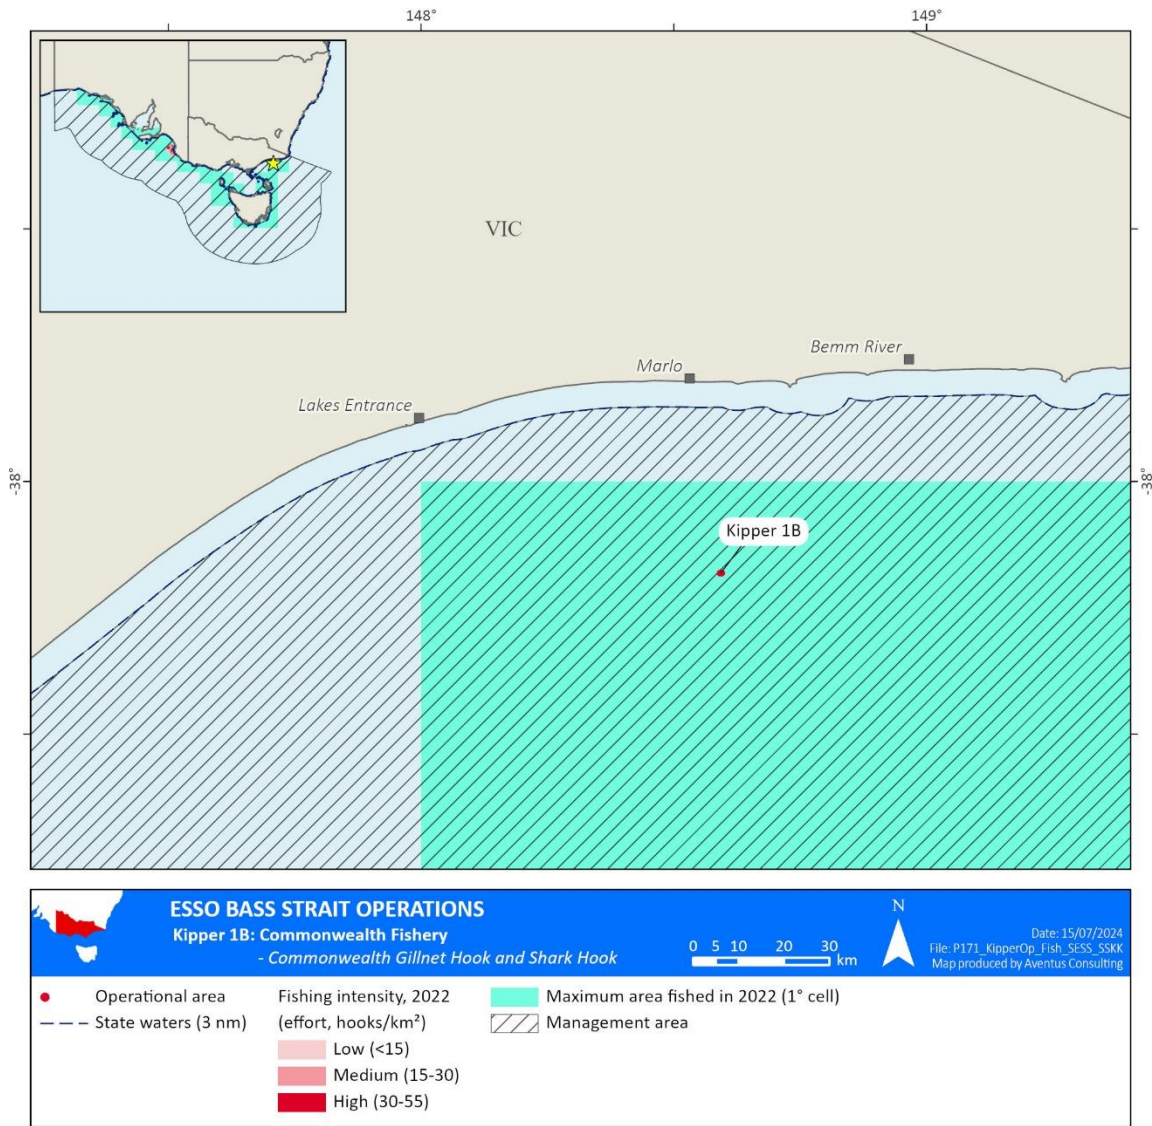 148°
149°
VIC
Bemm River
Marlo
Lakes Entrance
-38°
-38°
Kipper 1B
ESSO BASS STRAIT OPERATIONS
Kipper 1B: Commonwealth Fishery
- Commonwealth Gillnet Hook and Shark Hook
0 5 10 20 30
km
N
Date: 15/07/2024
File: P171_KipperOp_Fish_SESS_SSKK
Map produced by Aventus Consulting
Operational area
State waters (3 nm)
Fishing intensity, 2022
(effort, hooks/km²)
Low (<15)
Medium (15-30)
High (30-55)
Maximum area fished in 2022 (1° cell)
Management area